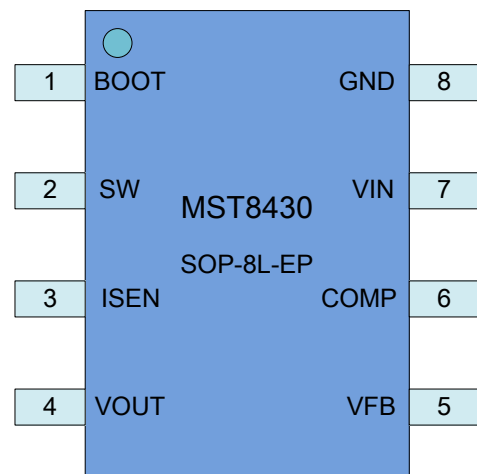 1 BOOT GND 8
2 SW VIN 7
MST8430
SOP-8L-EP
3 ISEN COMP 6
4 VOUT VFB 5